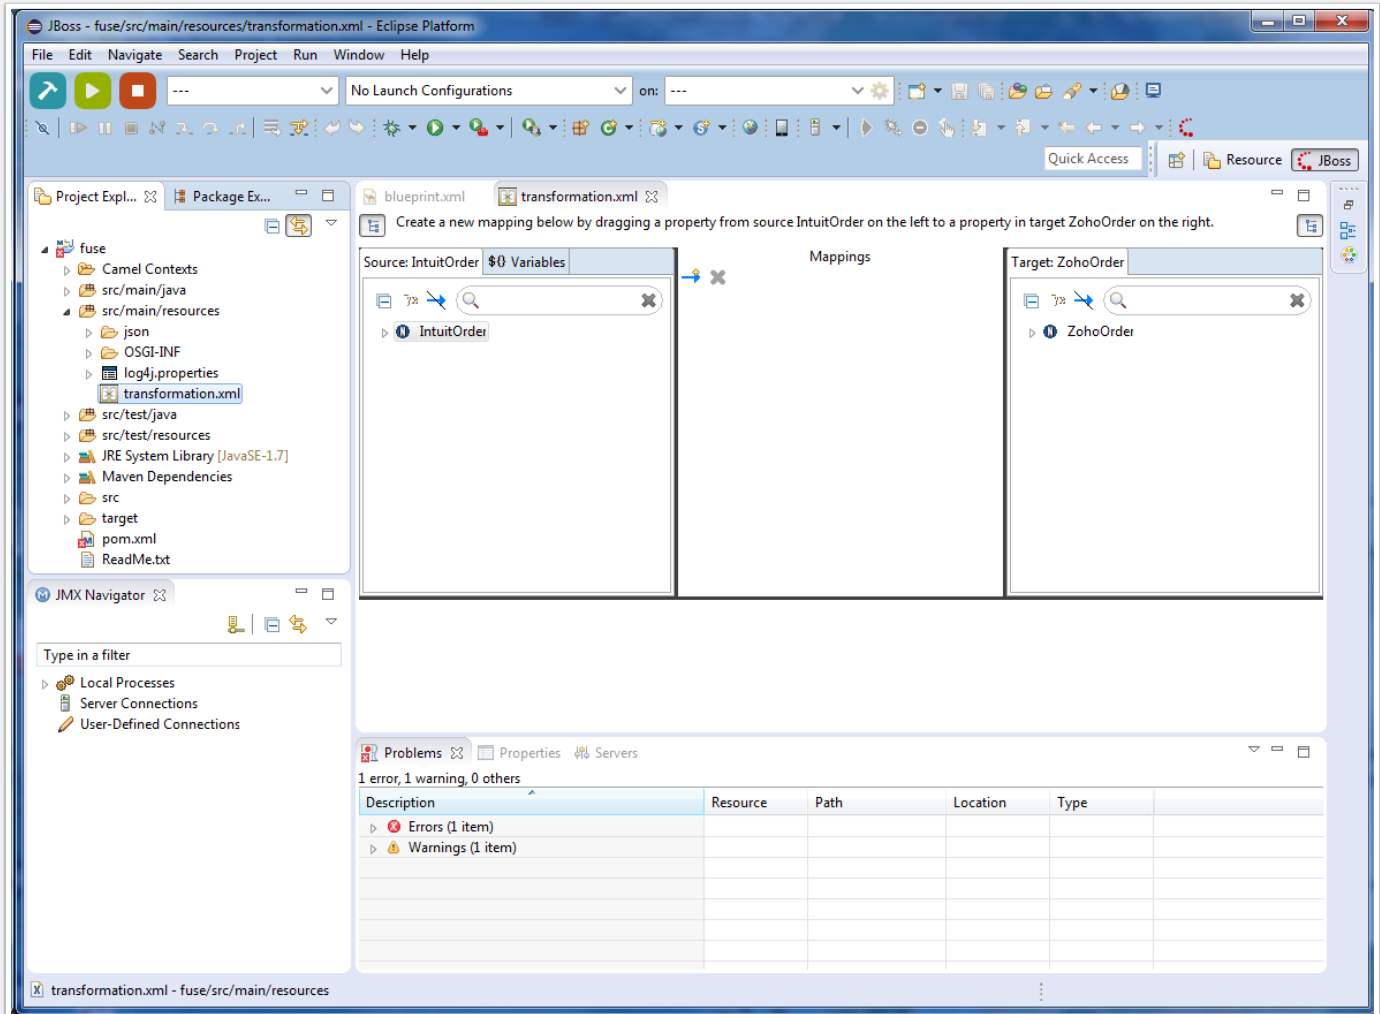 JBoss - fuse/src/main/resources/transformation.xml - Eclipse Platform
File Edit Navigate Search Project Run Window Help
--- No Launch Configurations on: ---
Quick Access Resource JBoss
Project Expl... Package Ex... blueprint.xml transformation.xml
Create a new mapping below by dragging a property from source IntuitOrder on the left to a property in target ZohoOrder on the right.
fuse
Camel Contexts
src/main/java
src/main/resources
json
OSGI-INF
log4j.properties
transformation.xml
src/test/java
src/test/resources
JRE System Library [JavaSE-1.7]
Maven Dependencies
src
target
pom.xml
ReadMe.txt
Source: IntuitOrder ${} Variables
IntuitOrder
Mappings
Target: ZohoOrder
ZohoOrder
JMX Navigator
Type in a filter
Local Processes
Server Connections
User-Defined Connections
Problems Properties Servers
1 error, 1 warning, 0 others
Description Resource Path Location Type
Errors (1 item)
Warnings (1 item)
transformation.xml - fuse/src/main/resources